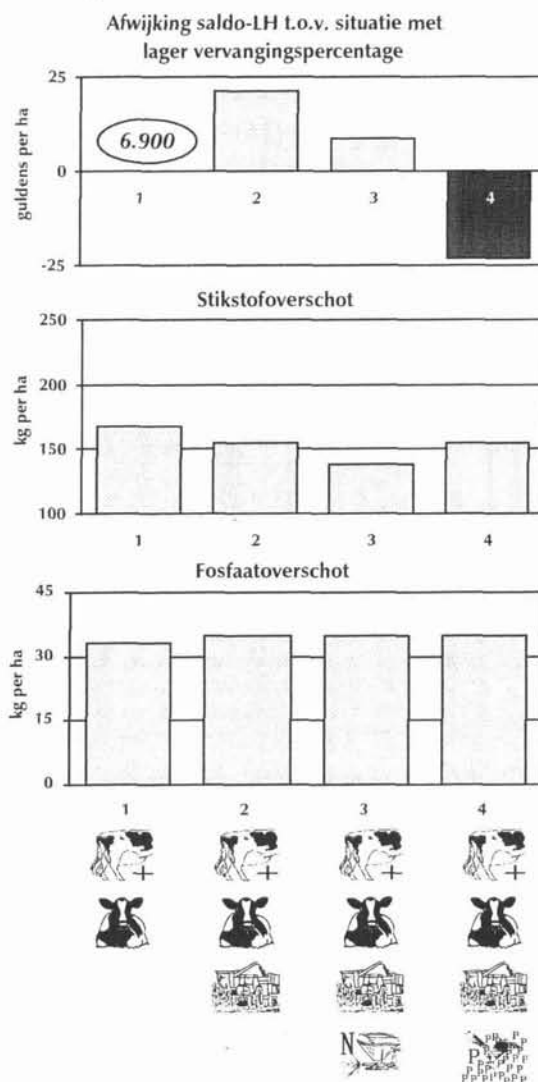 Afwijking saldo-LH t.o.v. situatie met
lager vervangingspercentage
guldens per ha
25
0
-25
6.900
1 2 3 4
Stikstofoverschot
kg per ha
250
200
150
100
1 2 3 4
Fosfaatoverschot
kg per ha
45
30
15
0
1 2 3 4
+ + + +
N P